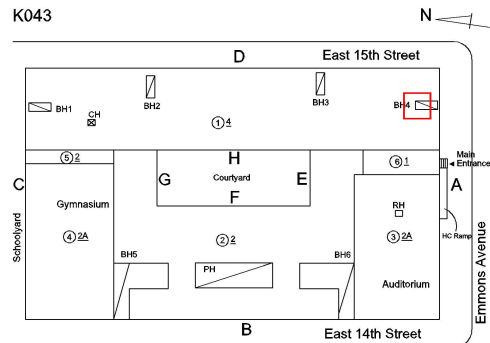 K043
N
D
East 15th Street
BH1
BH2
BH3
BH4
CH
1 4
5 2
H
6 1
Main
Entrance
C
G
Courtyard
E
A
F
Schoolyard
Gymnasium
RH
4 2A
2 2
3 2A
HC Ramp
BH5
PH
BH6
Auditorium
Emmons Avenue
B
East 14th Street